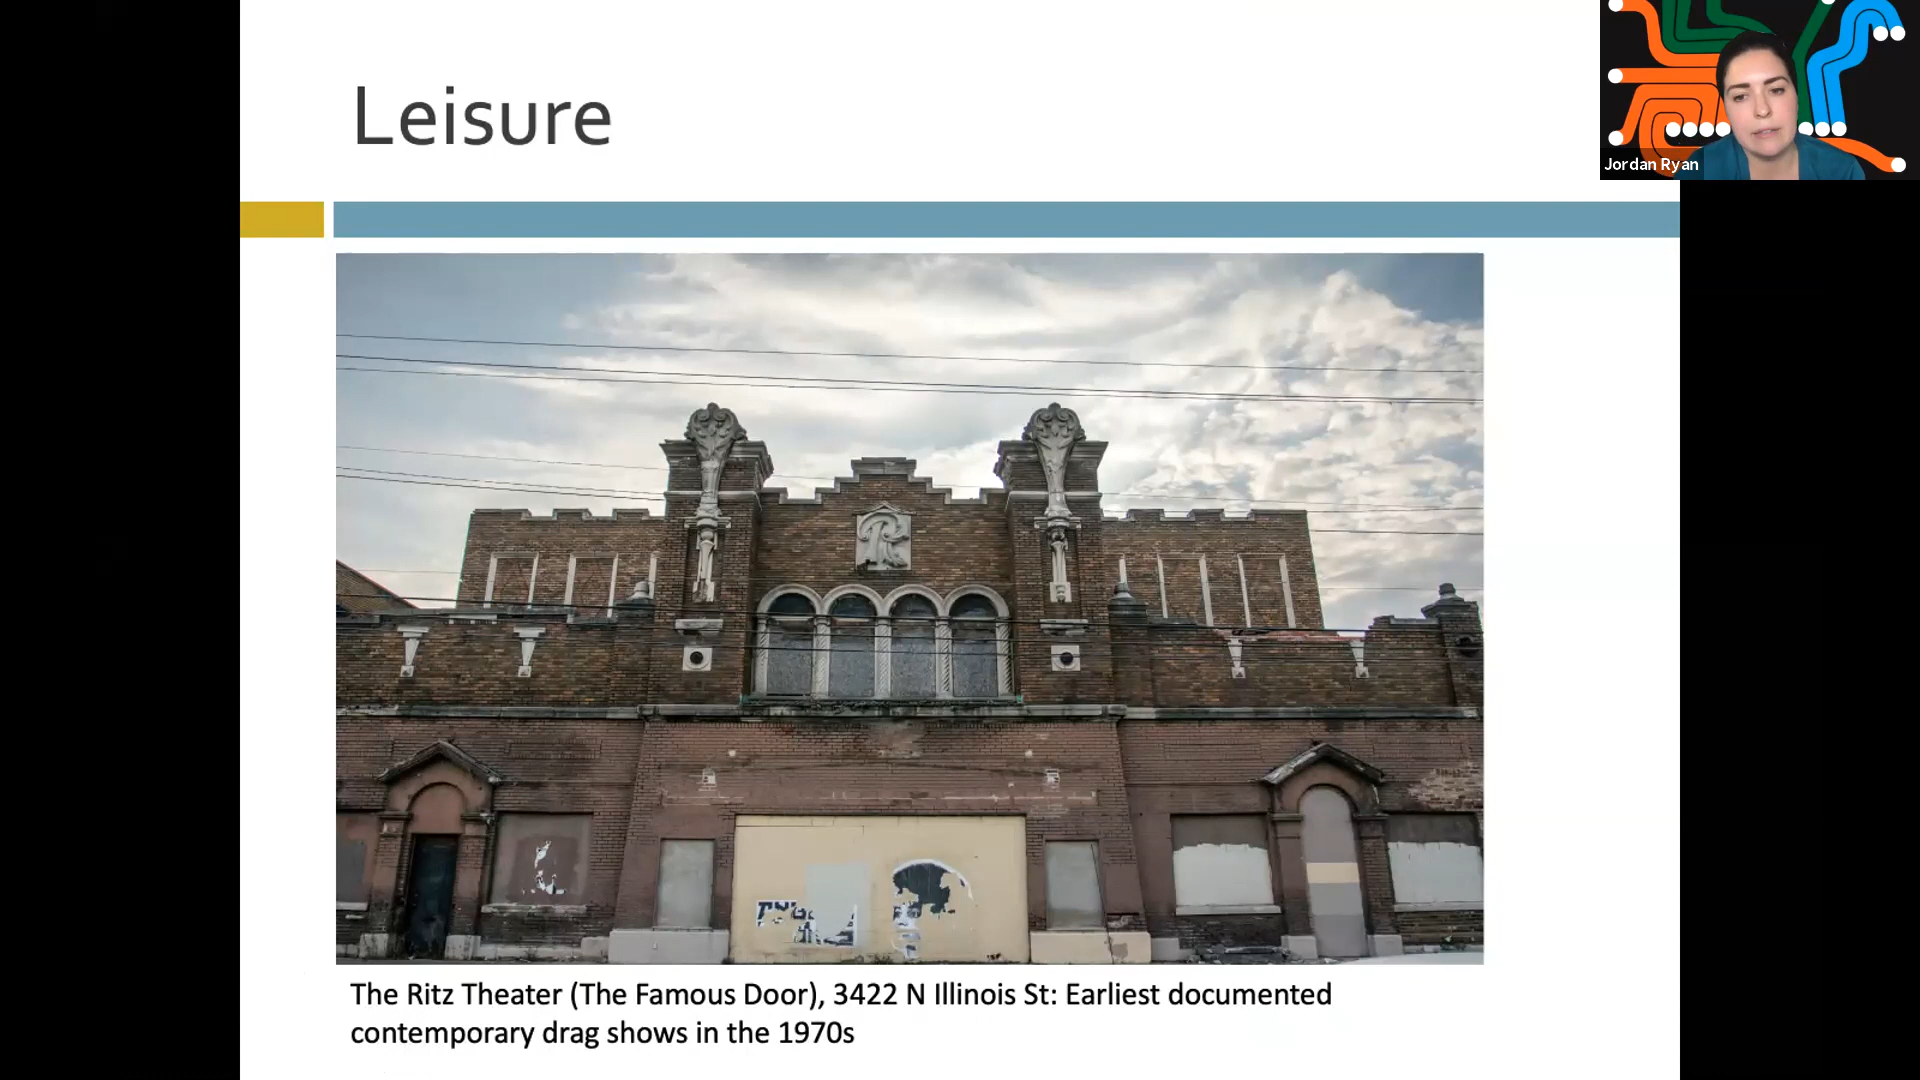 Leisure
Jordan Ryan
R
The Ritz Theater (The Famous Door), 3422 N Illinois St: Earliest documented
contemporary drag shows in the 1970s